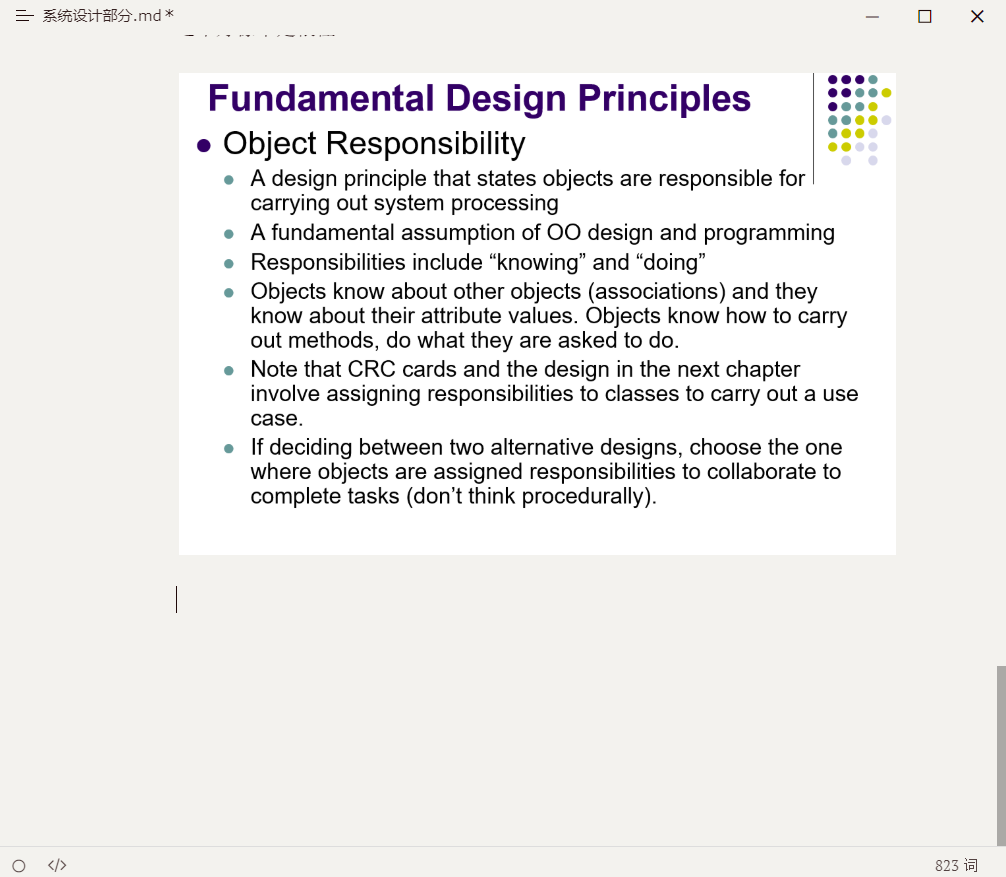 系统设计部分.md *
Fundamental Design Principles
Object Responsibility
A design principle that states objects are responsible for
carrying out system processing
A fundamental assumption of OO design and programming
Responsibilities include “knowing” and “doing”
Objects know about other objects (associations) and they
know about their attribute values. Objects know how to carry
out methods, do what they are asked to do.
Note that CRC cards and the design in the next chapter
involve assigning responsibilities to classes to carry out a use
case.
If deciding between two alternative designs, choose the one
where objects are assigned responsibilities to collaborate to
complete tasks (don’t think procedurally).
</> 823 词